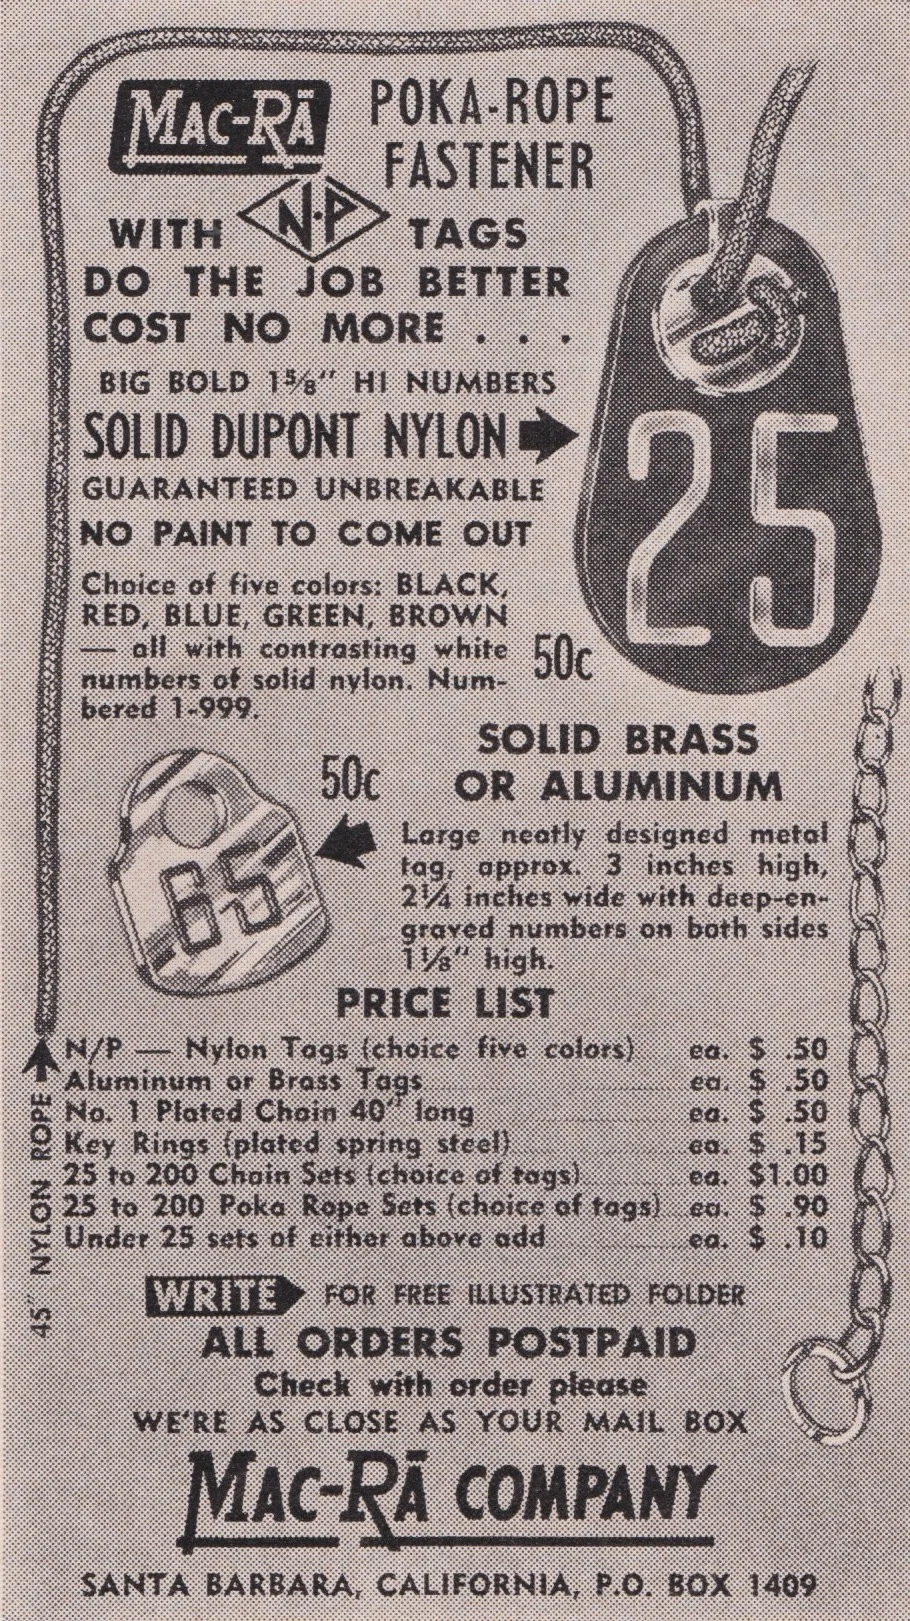 MAC-RĀ POKA-ROPE
FASTENER
WITH N·P TAGS
DO THE JOB BETTER
COST NO MORE . . .
BIG BOLD 1⅝" HI NUMBERS
SOLID DUPONT NYLON
GUARANTEED UNBREAKABLE
NO PAINT TO COME OUT
Choice of five colors: BLACK,
RED, BLUE, GREEN, BROWN
— all with contrasting white
numbers of solid nylon. Num-
bered 1-999.
50c
25
65
50c
SOLID BRASS
OR ALUMINUM
Large neatly designed metal
tag, approx. 3 inches high,
2¼ inches wide with deep-en-
graved numbers on both sides
1⅛" high.
PRICE LIST
N/P — Nylon Tags (choice five colors) ea. $ .50
Aluminum or Brass Tags ea. $ .50
No. 1 Plated Chain 40" long ea. $ .50
Key Rings (plated spring steel) ea. $ .15
25 to 200 Chain Sets (choice of tags) ea. $1.00
25 to 200 Poka Rope Sets (choice of tags) ea. $ .90
Under 25 sets of either above add ea. $ .10
45" NYLON ROPE
WRITE FOR FREE ILLUSTRATED FOLDER
ALL ORDERS POSTPAID
Check with order please
WE'RE AS CLOSE AS YOUR MAIL BOX
MAC-RĀ COMPANY
SANTA BARBARA, CALIFORNIA, P.O. BOX 1409